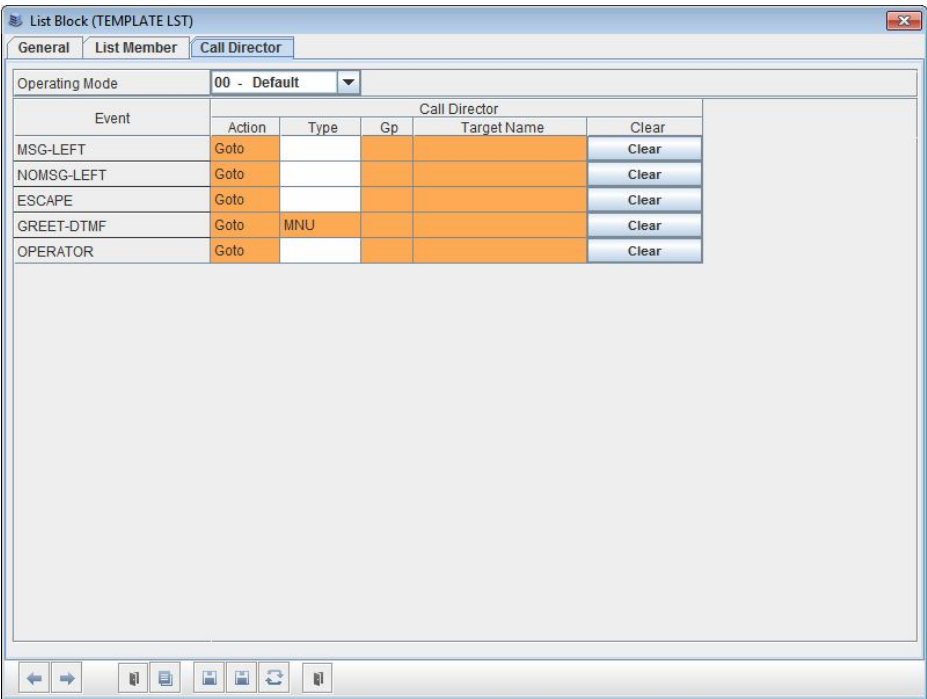 List Block (TEMPLATE LST)
General List Member Call Director
Operating Mode 00 - Default
Event Call Director
Action Type Gp Target Name Clear
MSG-LEFT Goto Clear
NOMSG-LEFT Goto Clear
ESCAPE Goto Clear
GREET-DTMF Goto MNU Clear
OPERATOR Goto Clear